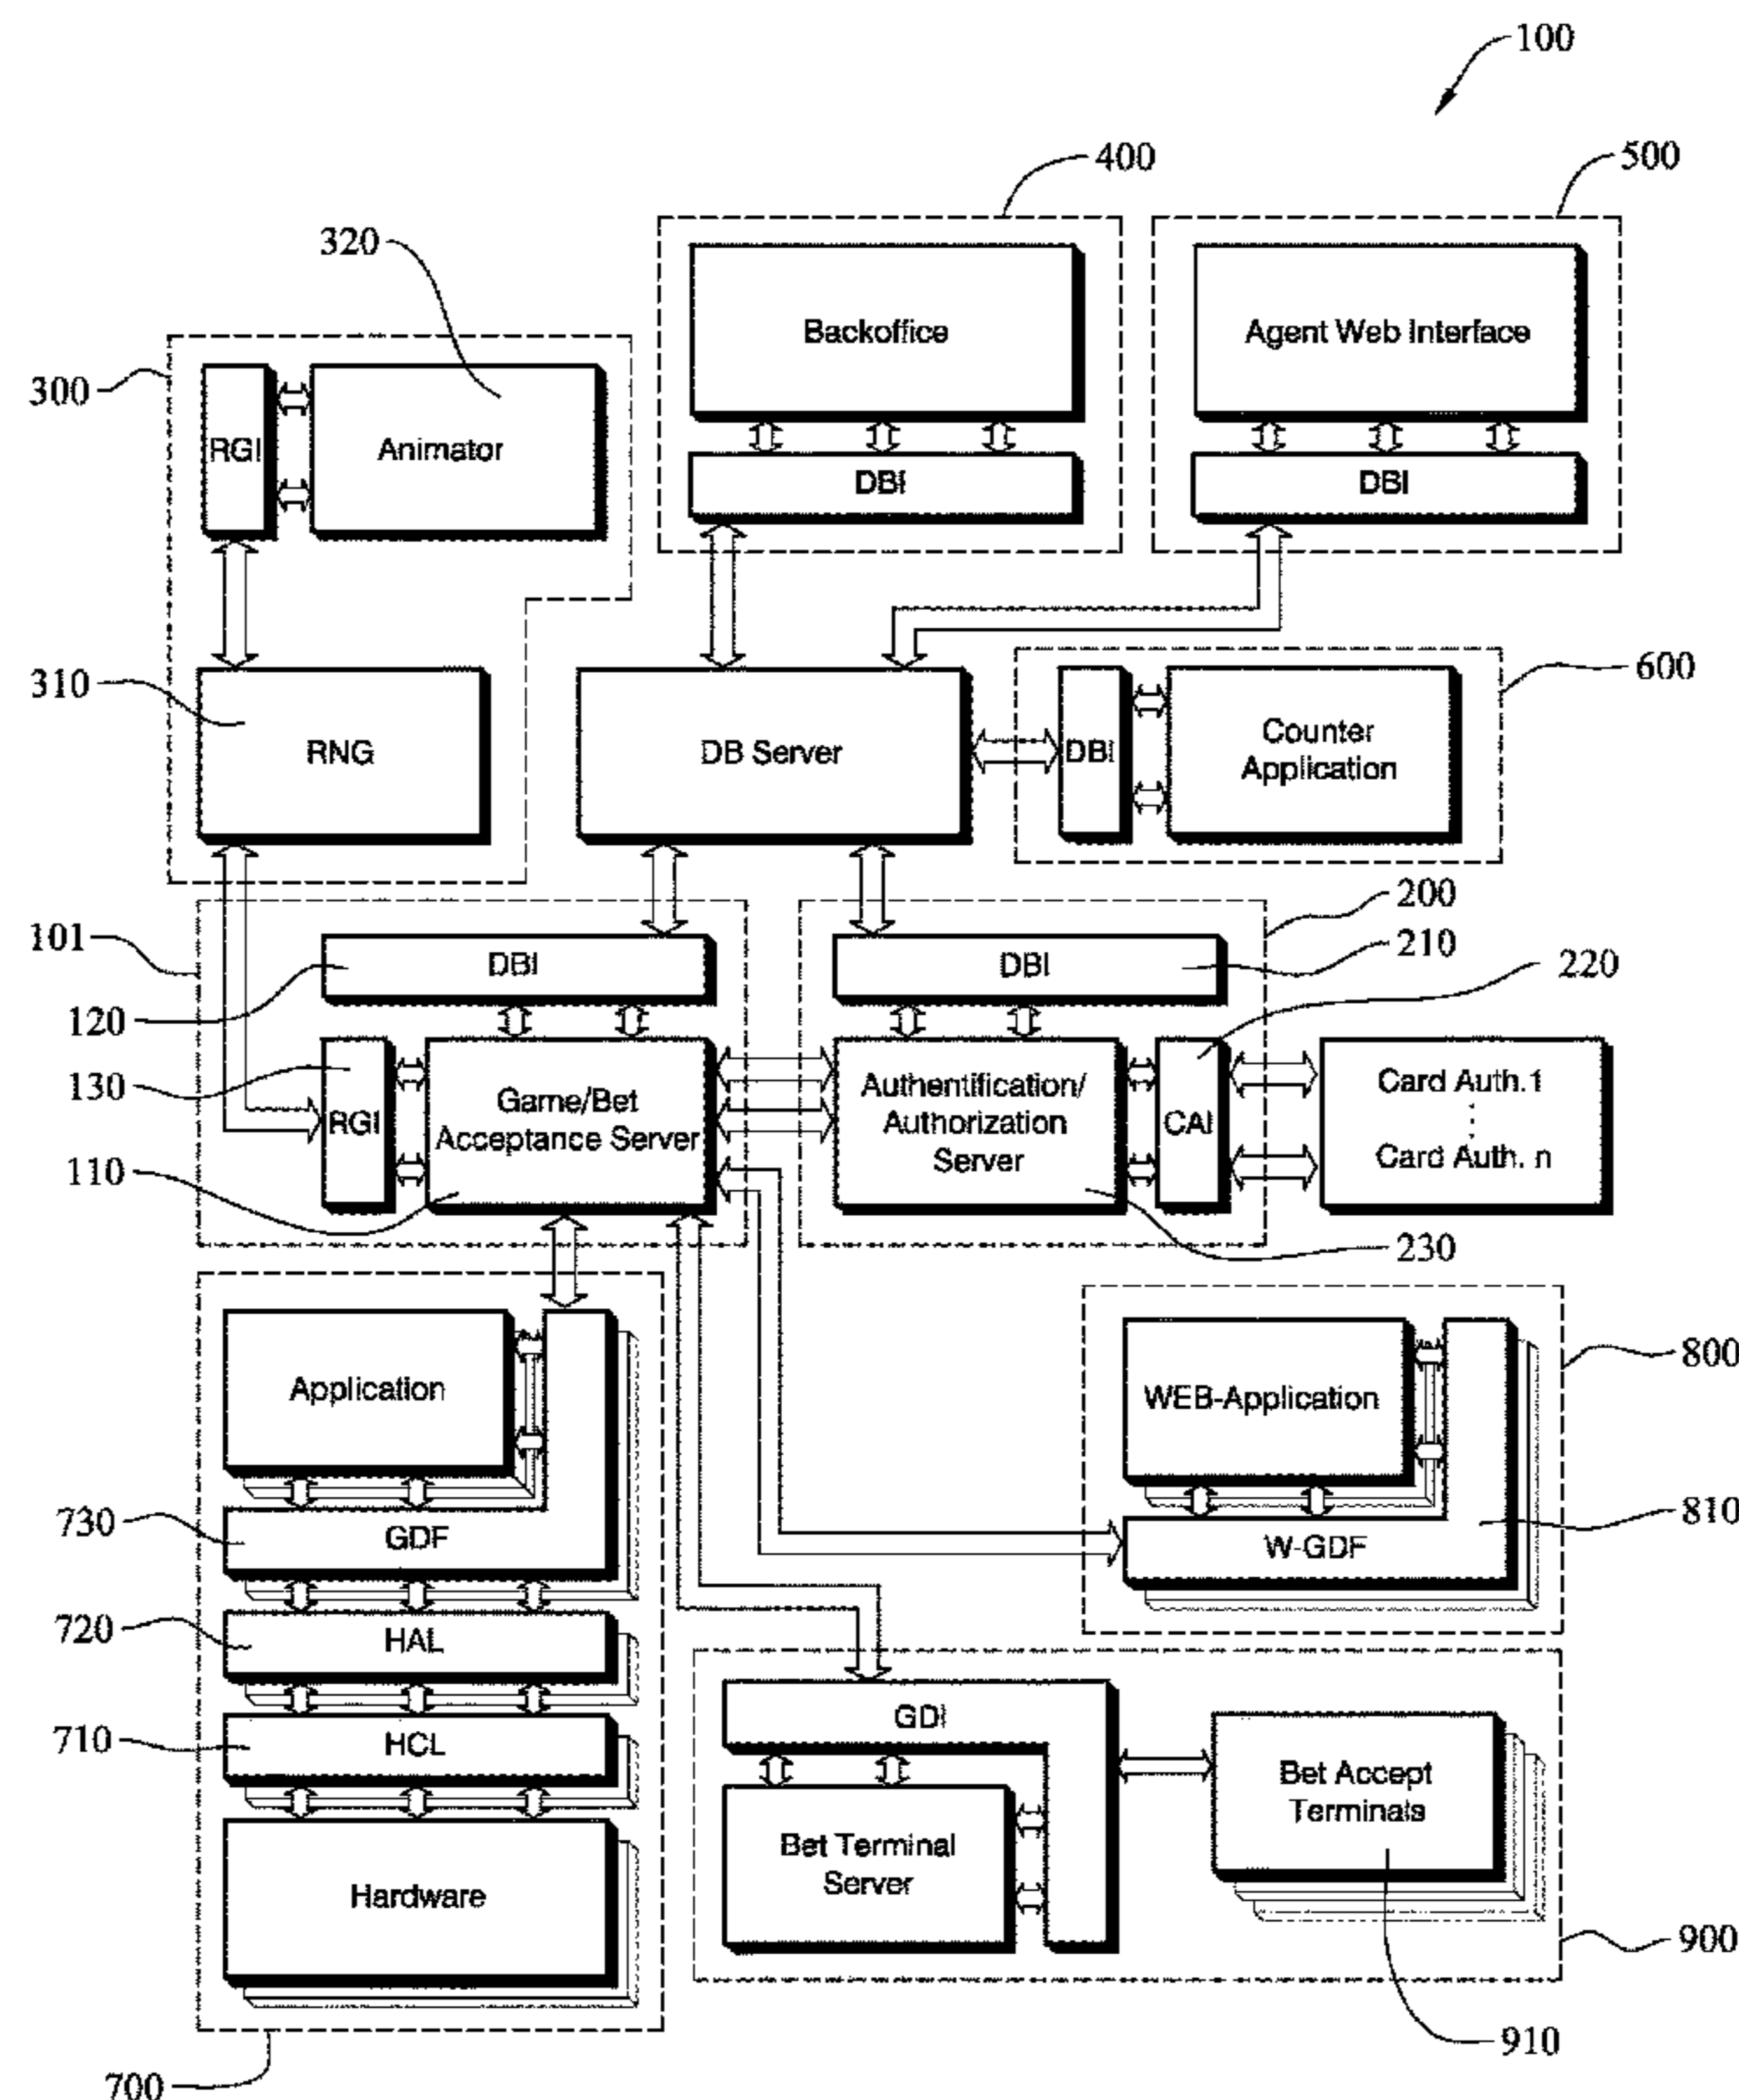 100
400
500
320
Backoffice
Agent Web Interface
300
RGI
Animator
DBI
DBI
310
RNG
DB Server
DBI
Counter
Application
600
200
101
DBI
DBI
210
220
120
130
RGI
Game/Bet
Acceptance Server
Authentification/
Authorization
Server
CAI
Card Auth.1
Card Auth. n
110
230
Application
WEB-Application
800
730
GDF
W-GDF
810
720
HAL
710
HCL
GDI
Bet Accept
Terminals
Bet Terminal
Server
Hardware
900
910
700